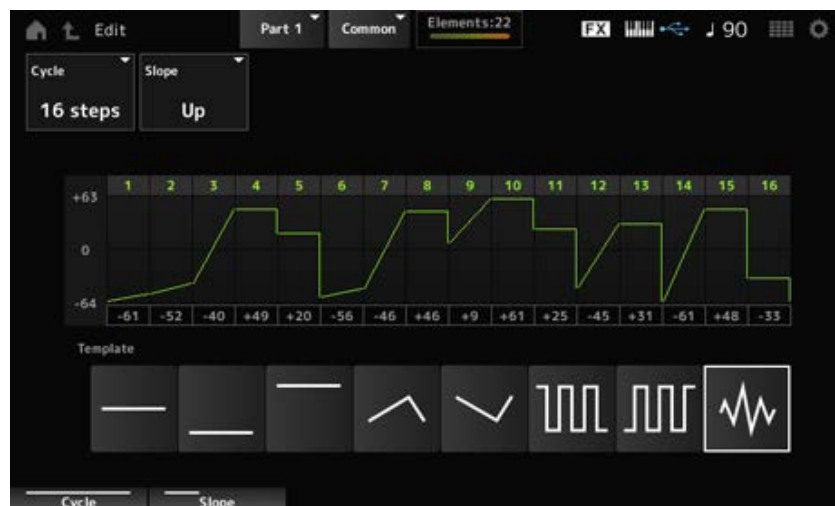 Edit Part 1 Common Elements:22 FX 90
Cycle Slope
16 steps Up
1 2 3 4 5 6 7 8 9 10 11 12 13 14 15 16
+63
0
-64
-61 -52 -40 +49 +20 -56 -46 +46 +9 +61 +25 -45 +31 -61 +48 -33
Template
Cycle Slope